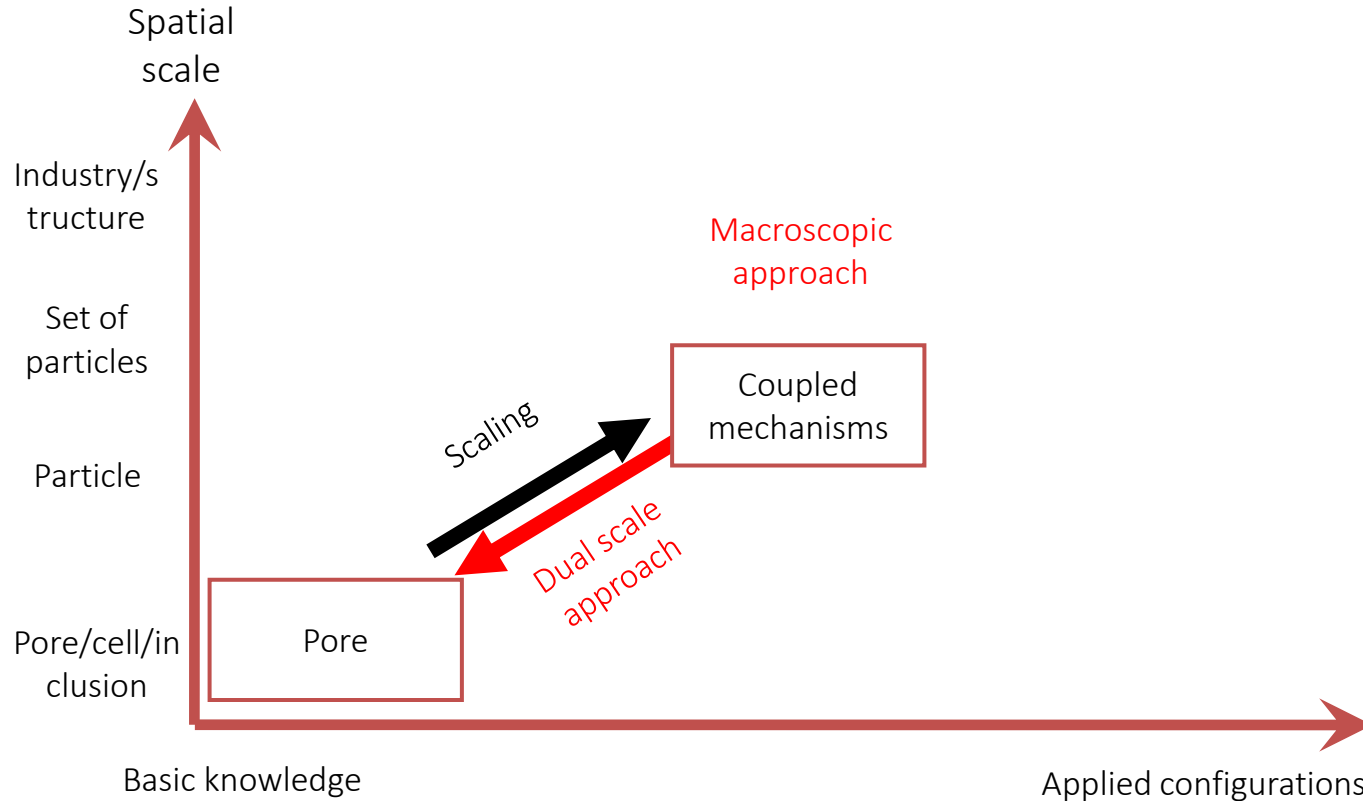 Spatial
scale
Industry/s
tructure
Macroscopic
approach
Set of
particles
Coupled
mechanisms
Scaling
Particle
Dual scale
approach
Pore/cell/in
clusion
Pore
Basic knowledge
Applied configurations